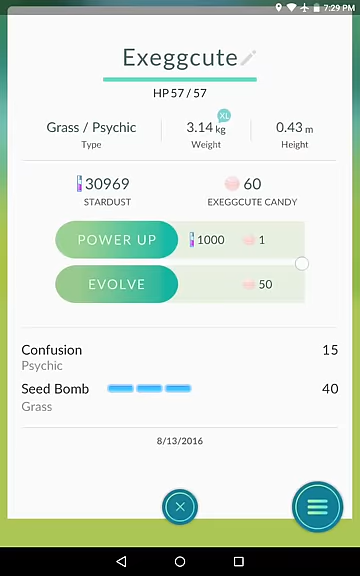 7:29 PM
Exeggcute
HP 57 / 57
XL
Grass / Psychic 3.14 kg 0.43 m
Type Weight Height
30969 60
STARDUST EXEGGCUTE CANDY
POWER UP 1000 1
EVOLVE 50
Confusion 15
Psychic
Seed Bomb 40
Grass
8/13/2016